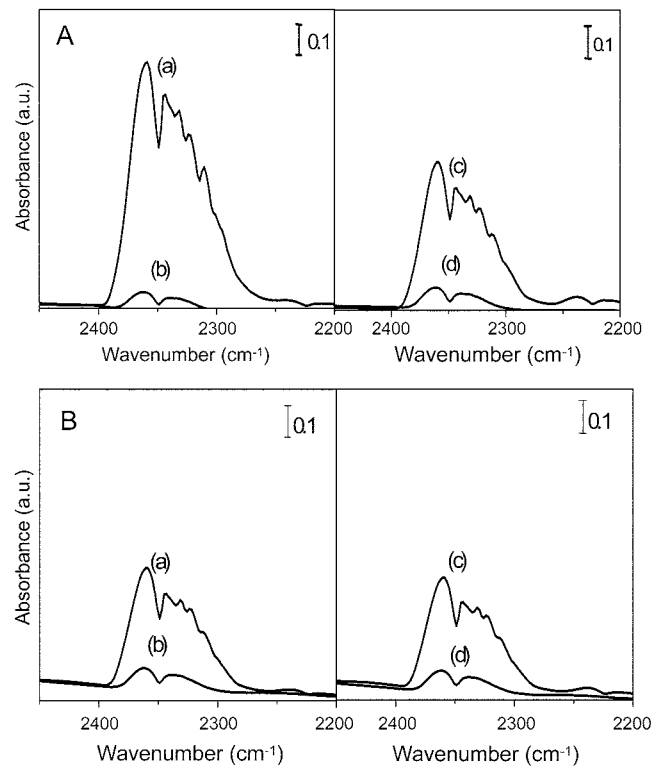 A
0.1
0.1
(a)
(b)
(c)
(d)
Absorbance (a.u.)
2400 2300 2200
2400 2300 2200
Wavenumber (cm⁻¹)
Wavenumber (cm⁻¹)
B
0.1
0.1
(a)
(b)
(c)
(d)
Absorbance (a.u.)
2400 2300 2200
2400 2300 2200
Wavenumber (cm⁻¹)
Wavenumber (cm⁻¹)